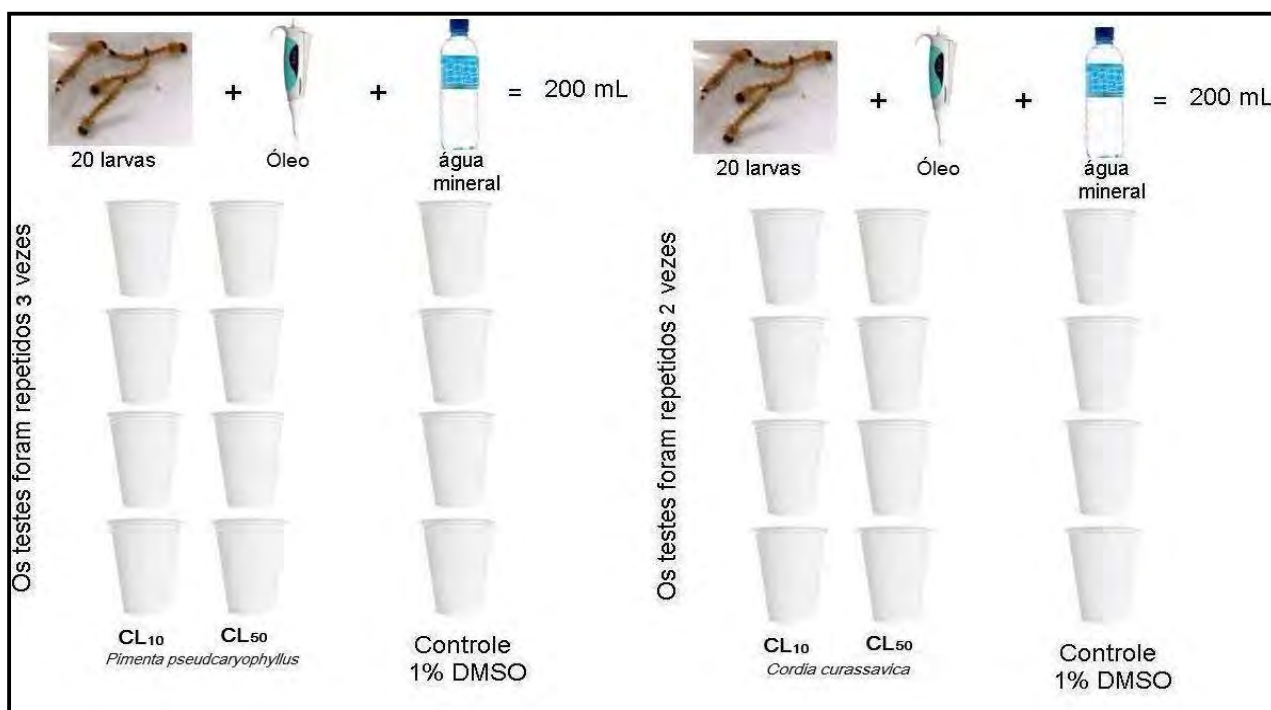 + + = 200 mL
20 larvas
Óleo
água
mineral
Os testes foram repetidos 3 vezes
CL10 CL50
Pimenta pseudcaryophyllus
Controle
1% DMSO
+ + = 200 mL
20 larvas
Óleo
água
mineral
Os testes foram repetidos 2 vezes
CL10 CL50
Cordia curassavica
Controle
1% DMSO